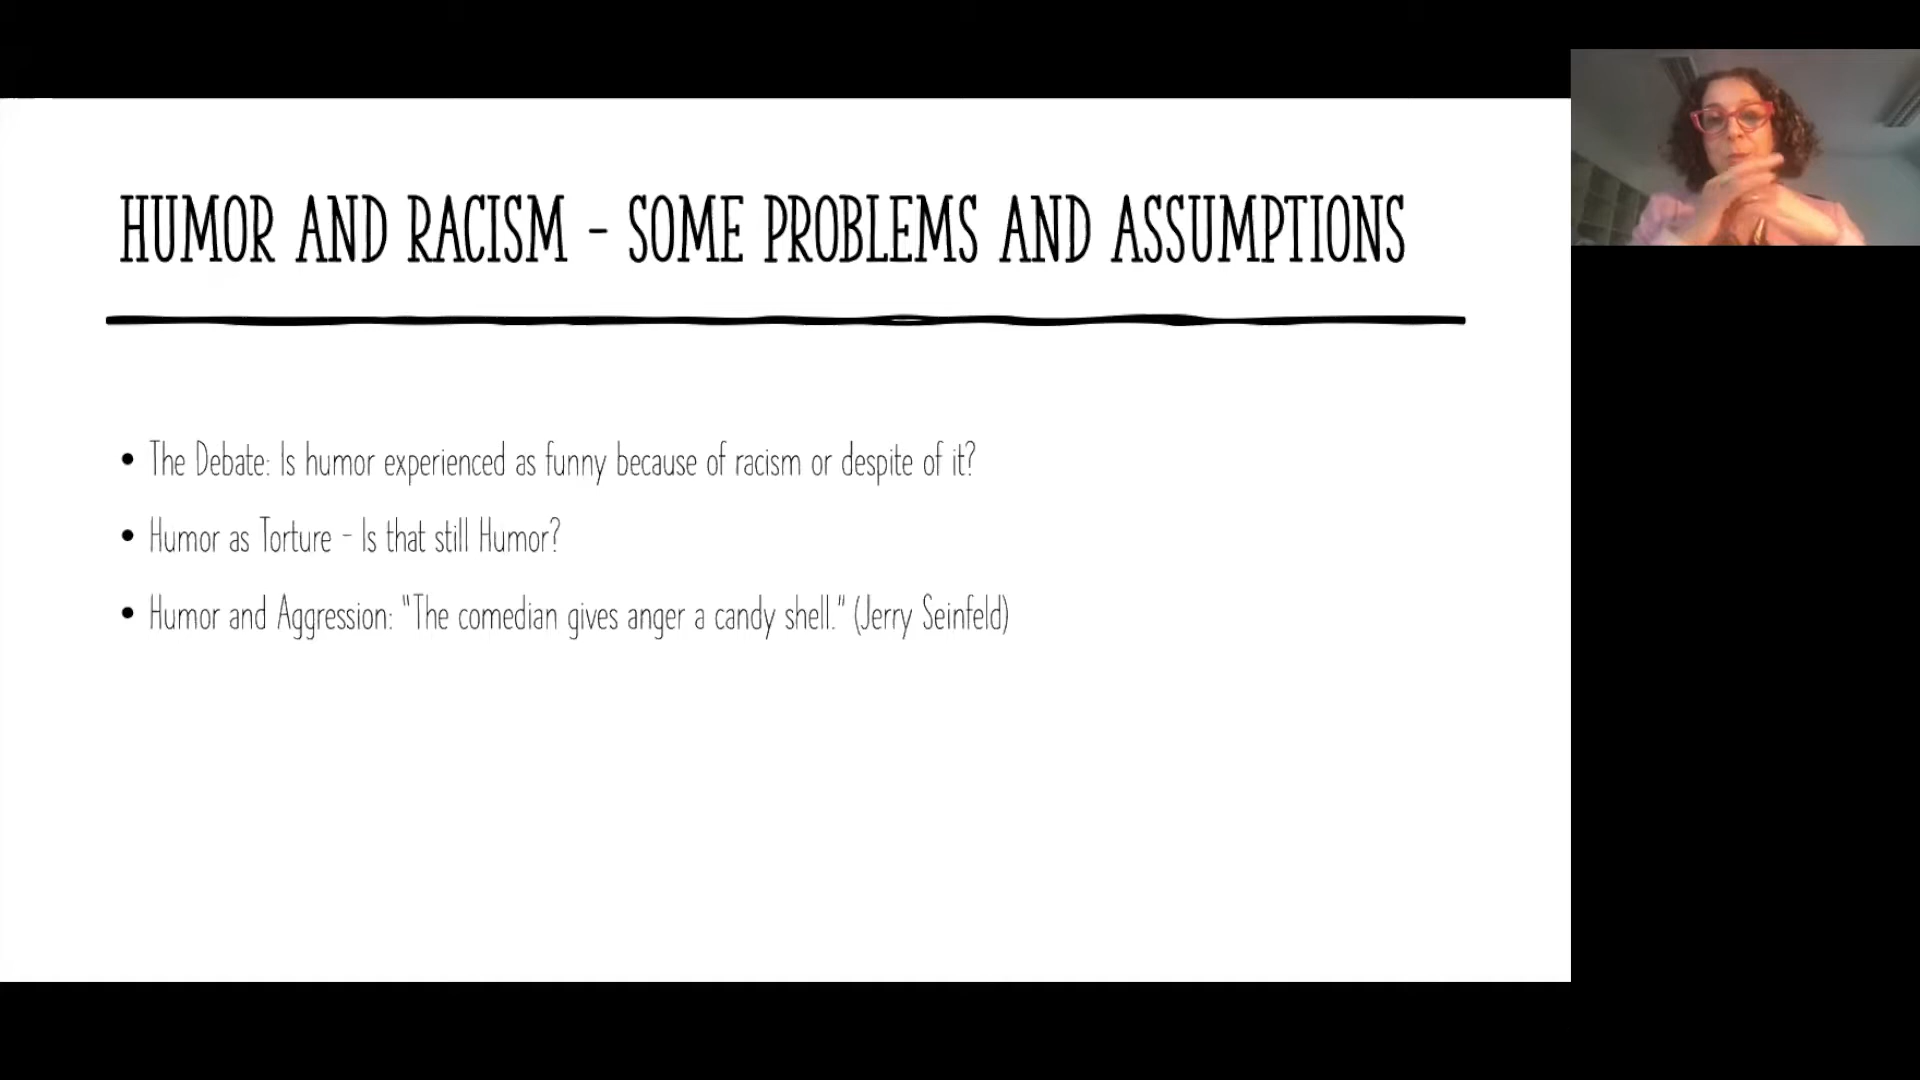 HUMOR AND RACISM - SOME PROBLEMS AND ASSUMPTIONS
• The Debate: Is humor experienced as funny because of racism or despite of it?
• Humor as Torture - Is that still Humor?
• Humor and Aggression: "The comedian gives anger a candy shell." (Jerry Seinfeld)